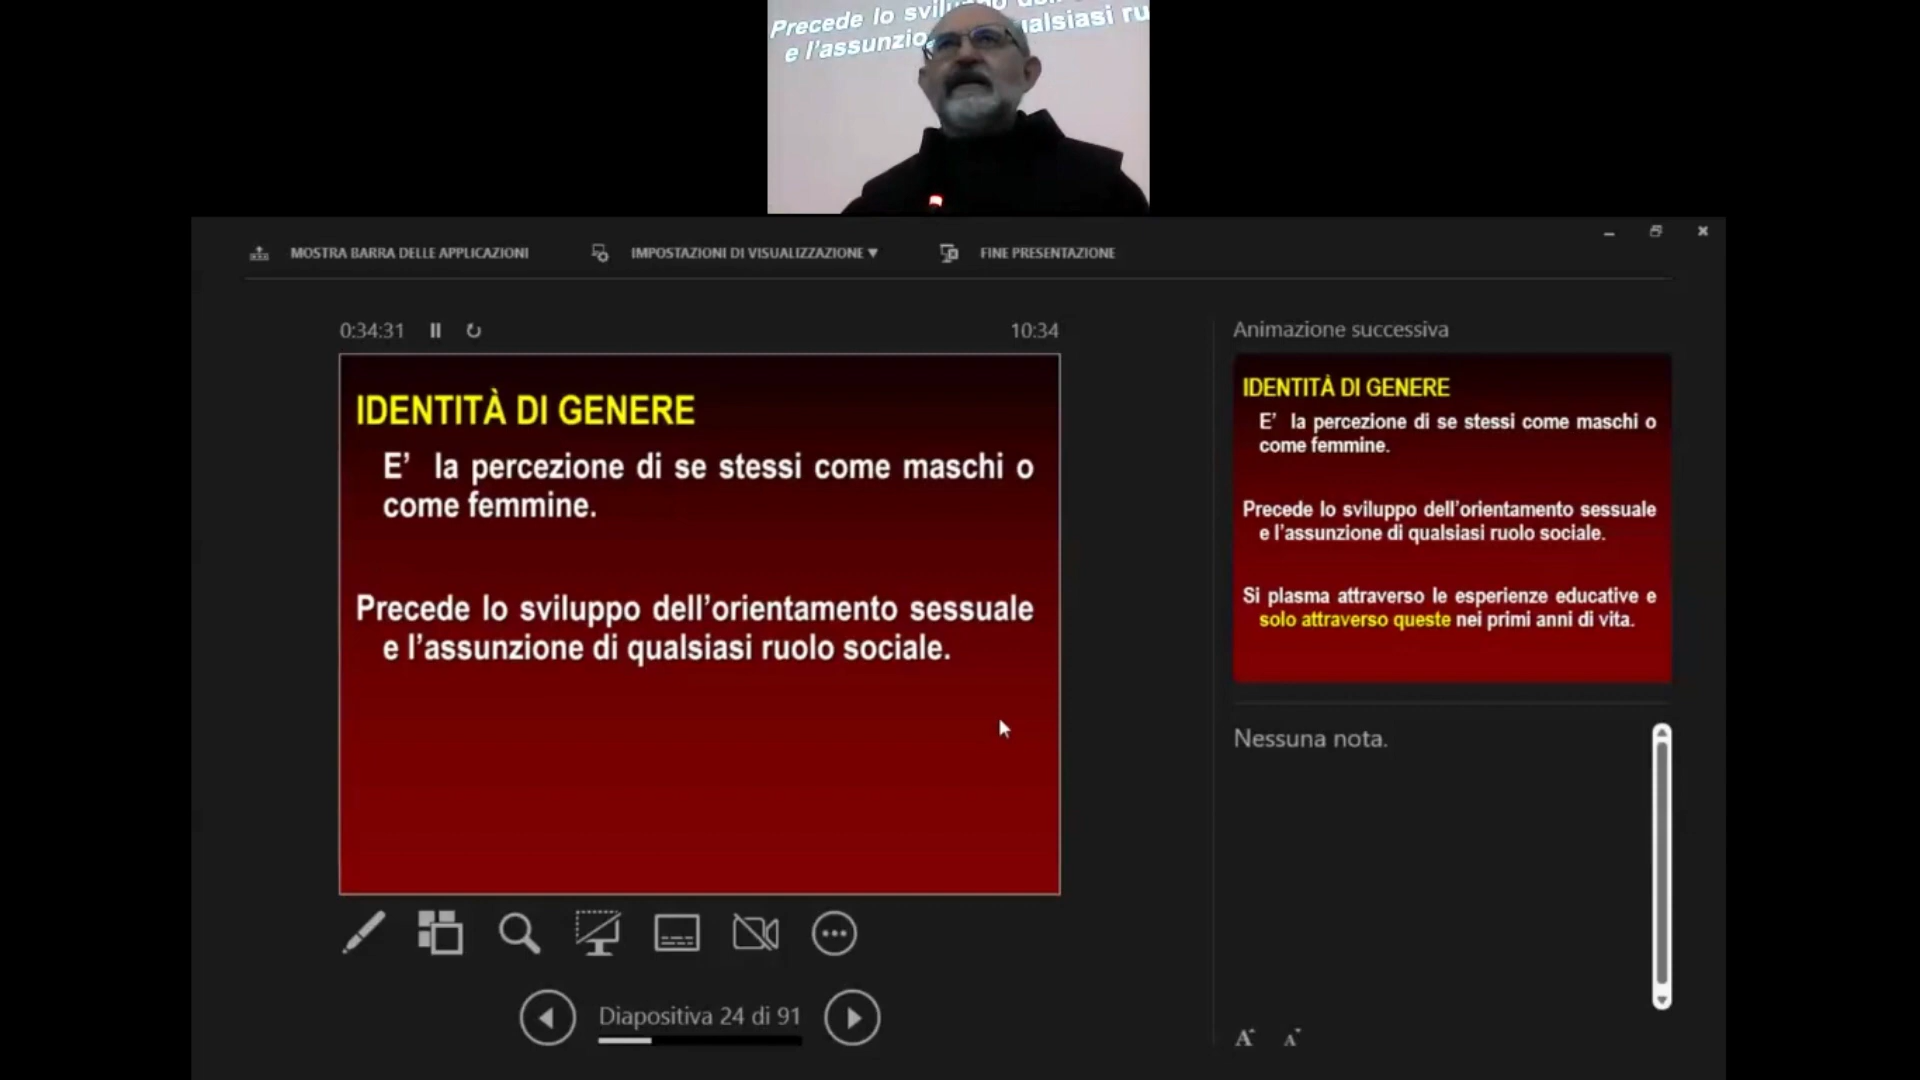 Precede lo
e l'assunzio
ualsiasi ru
MOSTRA BARRA DELLE APPLICAZIONI
IMPOSTAZIONI DI VISUALIZZAZIONE ▼
FINE PRESENTAZIONE
0:34:31
10:34
IDENTITÀ DI GENERE
E' la percezione di se stessi come maschi o
come femmine.
Precede lo sviluppo dell'orientamento sessuale
e l'assunzione di qualsiasi ruolo sociale.
Diapositiva 24 di 91
Animazione successiva
IDENTITÀ DI GENERE
E' la percezione di se stessi come maschi o
come femmine.
Precede lo sviluppo dell'orientamento sessuale
e l'assunzione di qualsiasi ruolo sociale.
Si plasma attraverso le esperienze educative e
solo attraverso queste nei primi anni di vita.
Nessuna nota.
A A